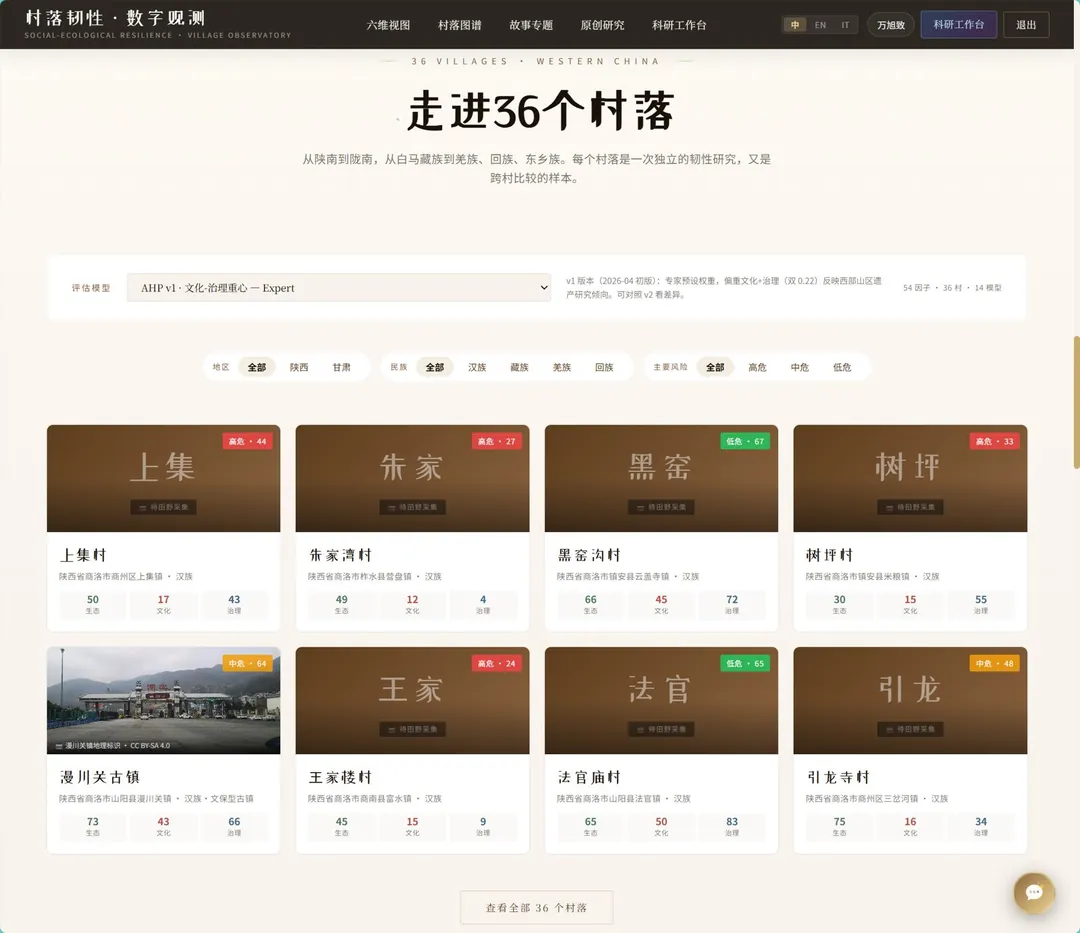 村落韧性 · 数字观测
SOCIAL-ECOLOGICAL RESILIENCE · VILLAGE OBSERVATORY
六维视图 村落图谱 故事专题 原创研究 科研工作台
中 EN IT 万旭致 科研工作台 退出
36 VILLAGES · WESTERN CHINA
走进36个村落
从陕南到陇南，从白马藏族到羌族、回族、东乡族。每个村落是一次独立的韧性研究，又是
跨村比较的样本。
评估模型 AHP v1 · 文化-治理重心 — Expert
v1 版本（2026-04 初版）：专家预设权重，偏重文化+治理（双 0.22）反映西部山区遗
产研究倾向。可对照 v2 看差异。
54 因子 · 36 村 · 14 模型
地区 全部 陕西 甘肃 民族 全部 汉族 藏族 羌族 回族 主要风险 全部 高危 中危 低危
高危 · 44
上集
待田野采集
上集村
陕西省商洛市商州区上集镇 · 汉族
50 17 43
生态 文化 治理
高危 · 27
朱家
待田野采集
朱家湾村
陕西省商洛市柞水县营盘镇 · 汉族
49 12 4
生态 文化 治理
低危 · 67
黑窑
待田野采集
黑窑沟村
陕西省商洛市镇安县云盖寺镇 · 汉族
66 45 72
生态 文化 治理
高危 · 33
树坪
待田野采集
树坪村
陕西省商洛市镇安县米粮镇 · 汉族
30 15 55
生态 文化 治理
中危 · 64
漫川关镇地理标识 · CC BY-SA 4.0
漫川关古镇
陕西省商洛市山阳县漫川关镇 · 汉族 · 文保型古镇
73 43 66
生态 文化 治理
高危 · 24
王家
待田野采集
王家楼村
陕西省商洛市商南县富水镇 · 汉族
45 15 9
生态 文化 治理
低危 · 65
法官
待田野采集
法官庙村
陕西省商洛市山阳县法官镇 · 汉族
65 50 83
生态 文化 治理
中危 · 48
引龙
待田野采集
引龙寺村
陕西省商洛市商州区三岔河镇 · 汉族
75 16 34
生态 文化 治理
查看全部 36 个村落